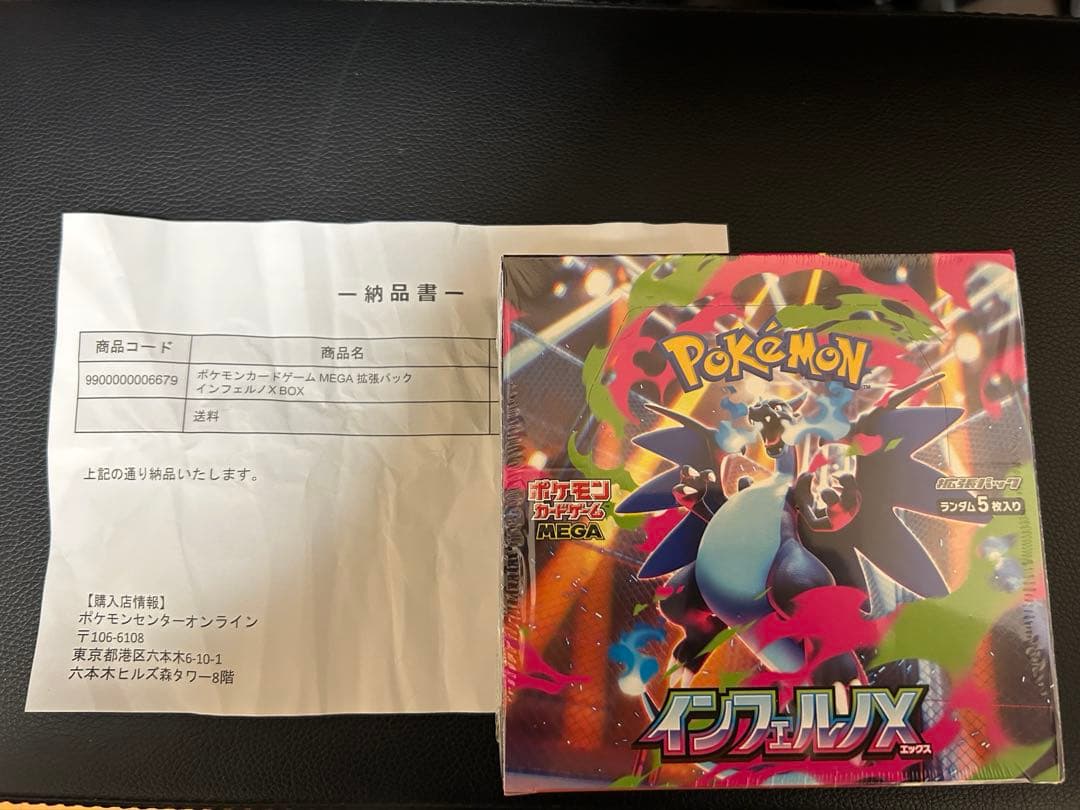 ー納品書ー
商品コード
商品名
9900000006679
ポケモンカードゲーム MEGA 拡張パック
インフェルノX BOX
送料
上記の通り納品いたします。
【購入店情報】
ポケモンセンターオンライン
〒106-6108
東京都港区六本木6-10-1
六本木ヒルズ森タワー8階
POKéMON
TM
ポケモン
カードゲーム
MEGA
拡張パック
ランダム5枚入り
インフェルノX
エックス